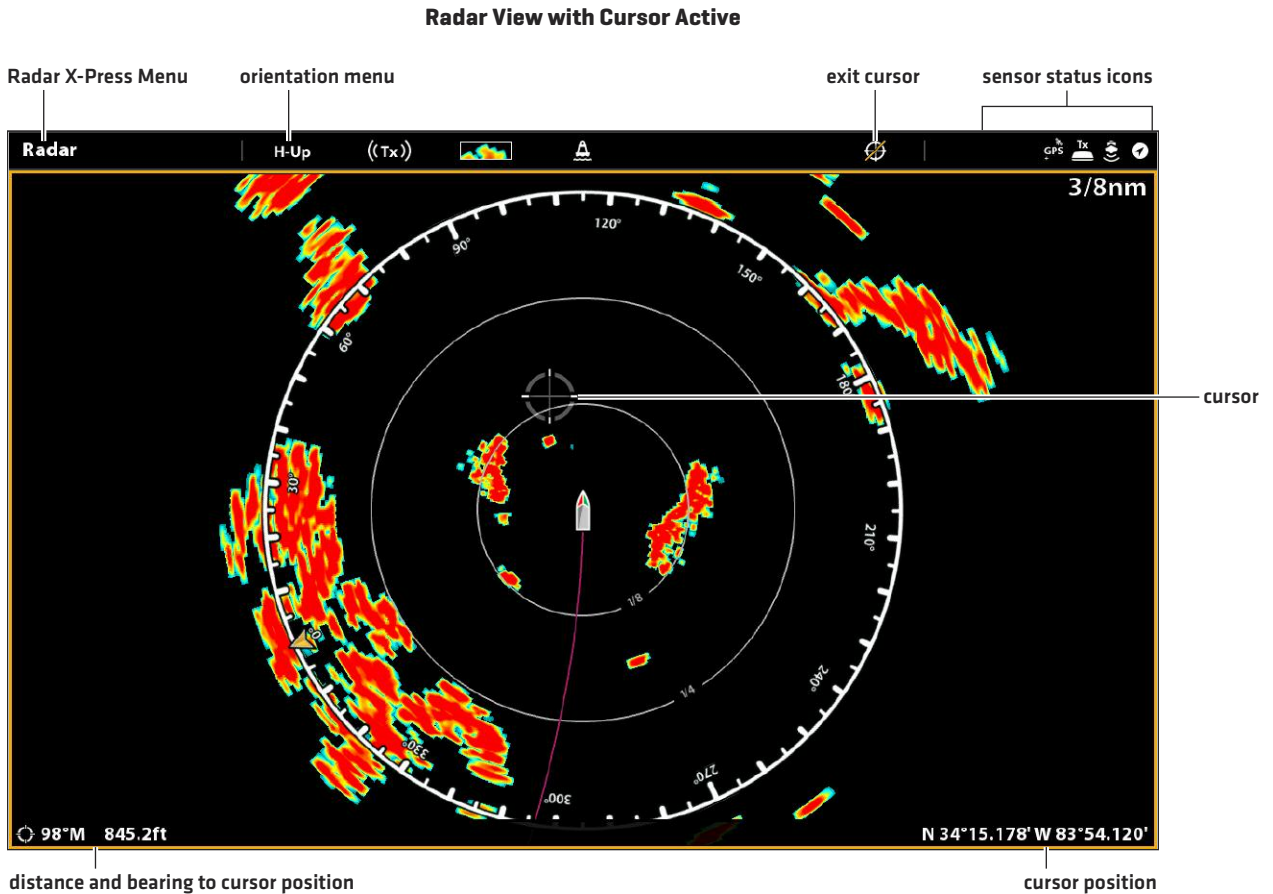 Radar View with Cursor Active
Radar X-Press Menu
orientation menu
exit cursor
sensor status icons
Radar
H-Up
((Tx))
GPS
Tx
3/8nm
120°
90°
150°
60°
180
cursor
30°
210°
1/8
0°
240°
1/4
330°
270°
300°
98°M 845.2ft
N 34°15.178' W 83°54.120'
distance and bearing to cursor position
cursor position